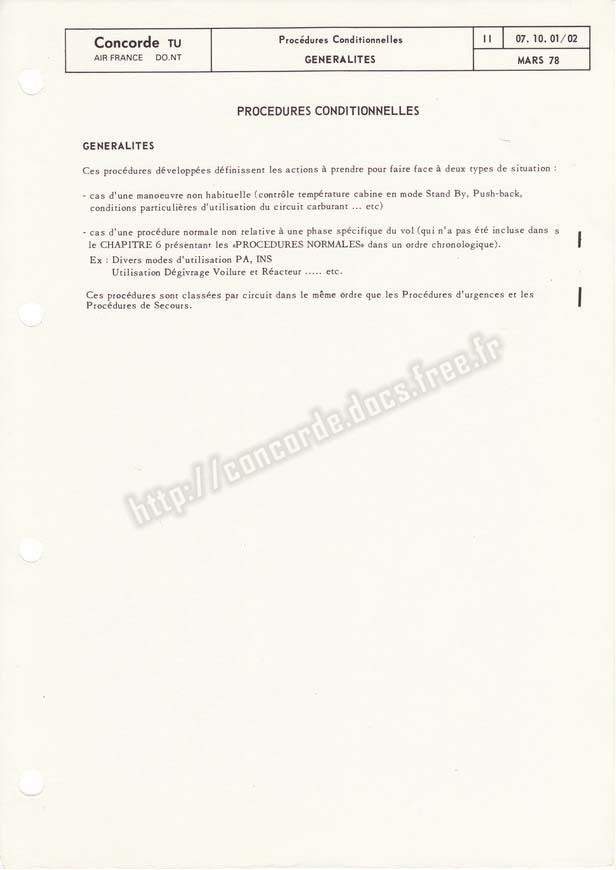 Concorde TU
AIR FRANCE DO.NT
Procédures Conditionnelles
GENERALITES
II
07. 10. 01/02
MARS 78
PROCEDURES CONDITIONNELLES
GENERALITES
Ces procédures développées définissent les actions à prendre pour faire face à deux types de situation :
- cas d'une manoeuvre non habituelle (contrôle température cabine en mode Stand By, Push-back,
conditions particulières d'utilisation du circuit carburant ... etc)
- cas d'une procédure normale non relative à une phase spécifique du vol (qui n'a pas été incluse dans s
le CHAPITRE 6 présentant les «PROCEDURES NORMALES» dans un ordre chronologique).
Ex : Divers modes d'utilisation PA, INS
Utilisation Dégivrage Voilure et Réacteur ..... etc.
Ces procédures sont classées par circuit dans le même ordre que les Procédures d'urgences et les
Procédures de Secours.
http://concorde.docs.free.fr